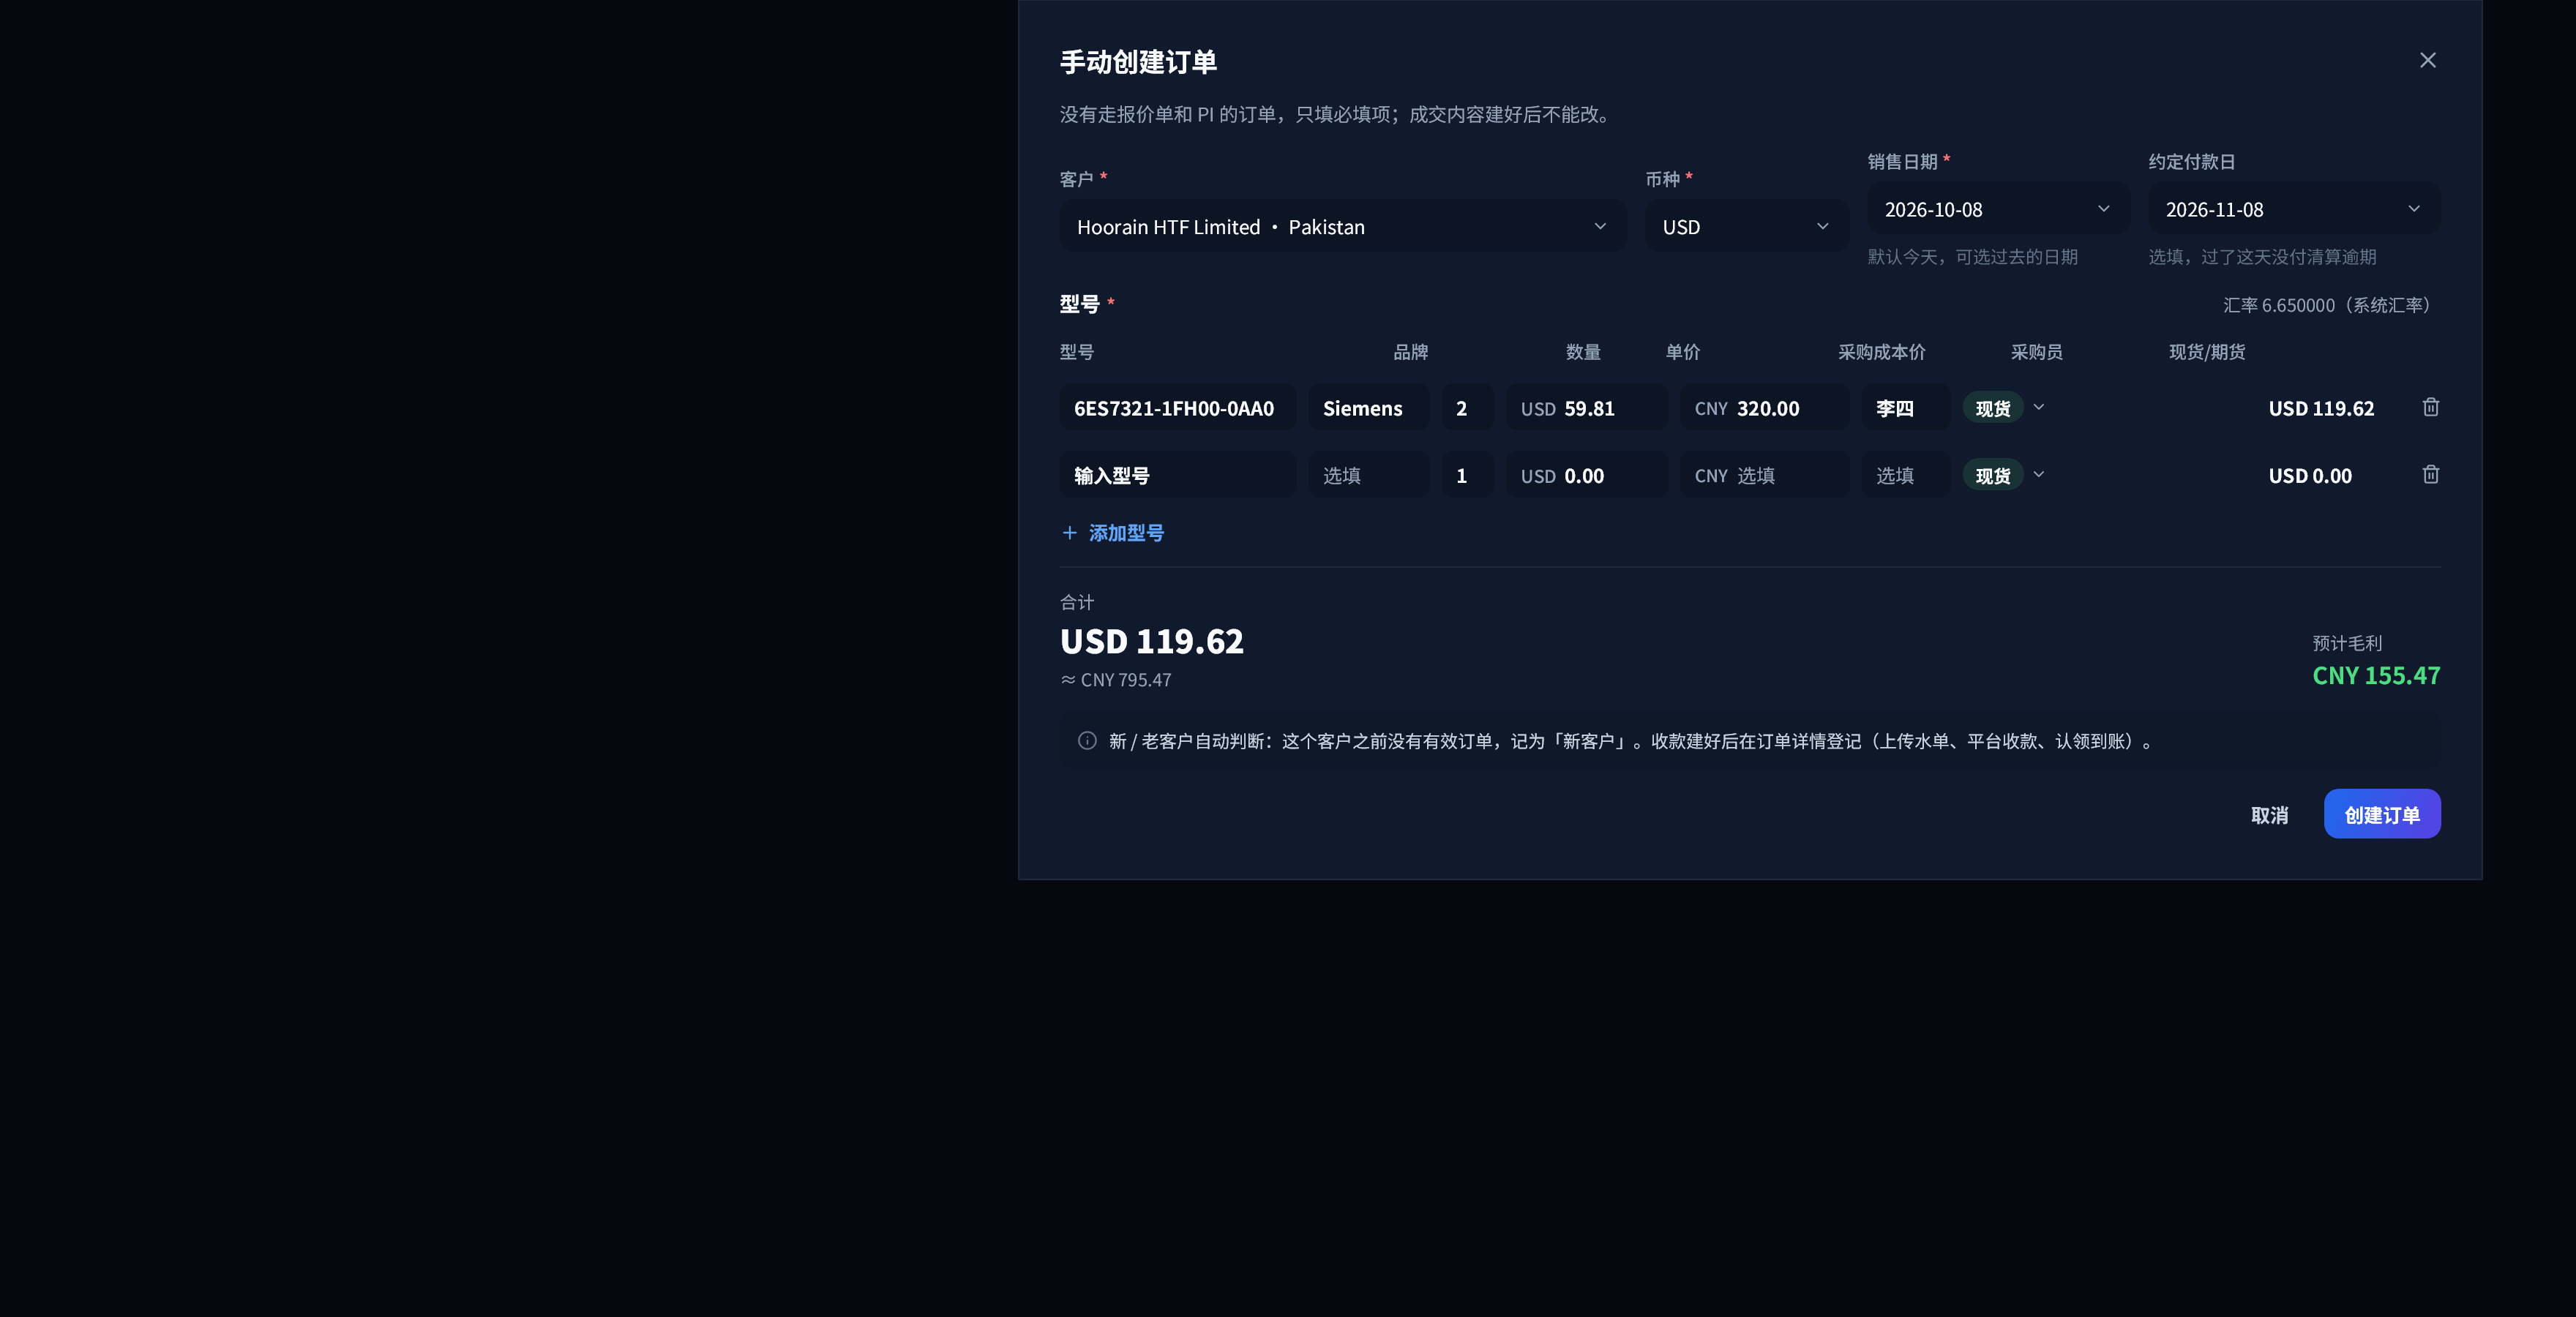 手动创建订单
没有走报价单和 PI 的订单，只填必填项；成交内容建好后不能改。
客户 * 币种 * 销售日期 * 约定付款日
Hoorain HTF Limited • Pakistan USD 2026-10-08 2026-11-08
默认今天，可选过去的日期 选填，过了这天没付清算逾期
型号 * 汇率 6.650000（系统汇率）
型号 品牌 数量 单价 采购成本价 采购员 现货/期货
6ES7321-1FH00-0AA0 Siemens 2 USD 59.81 CNY 320.00 李四 现货 USD 119.62
输入型号 选填 1 USD 0.00 CNY 选填 选填 现货 USD 0.00
+ 添加型号
合计
USD 119.62
≈ CNY 795.47
预计毛利
CNY 155.47
新 / 老客户自动判断：这个客户之前没有有效订单，记为「新客户」。收款建好后在订单详情登记（上传水单、平台收款、认领到账）。
取消 创建订单